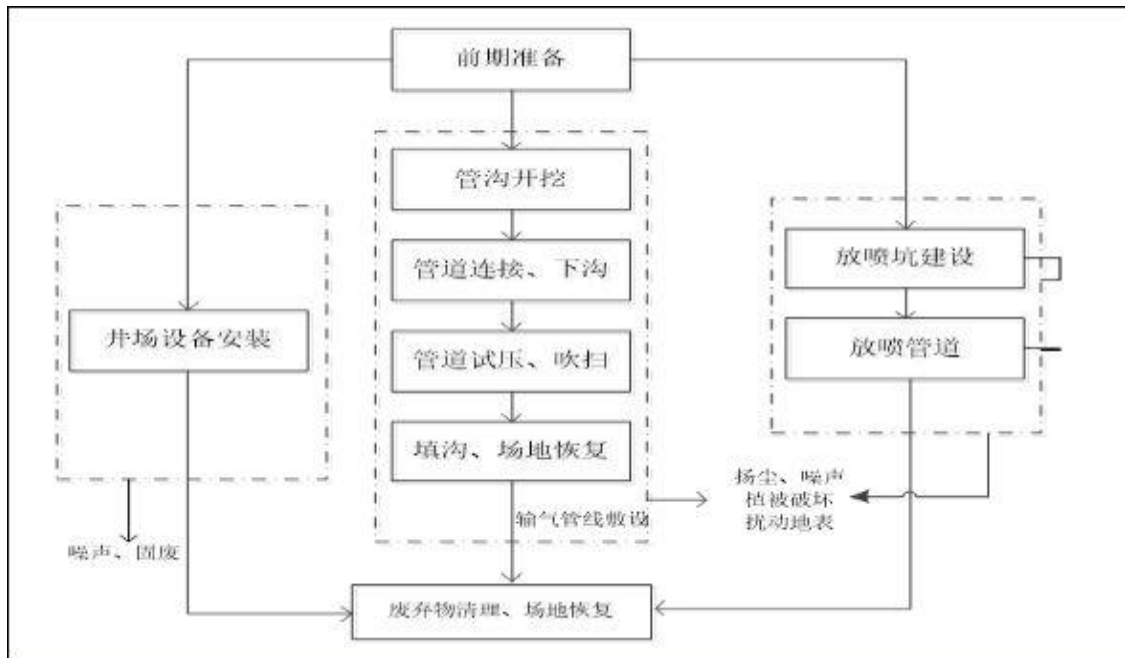 前期准备
管沟开挖
管道连接、下沟
管道试压、吹扫
填沟、场地恢复
输气管线敷设
井场设备安装
噪声、固废
放喷坑建设
放喷管道
扬尘、噪声
植被破坏
扰动地表
废弃物清理、场地恢复